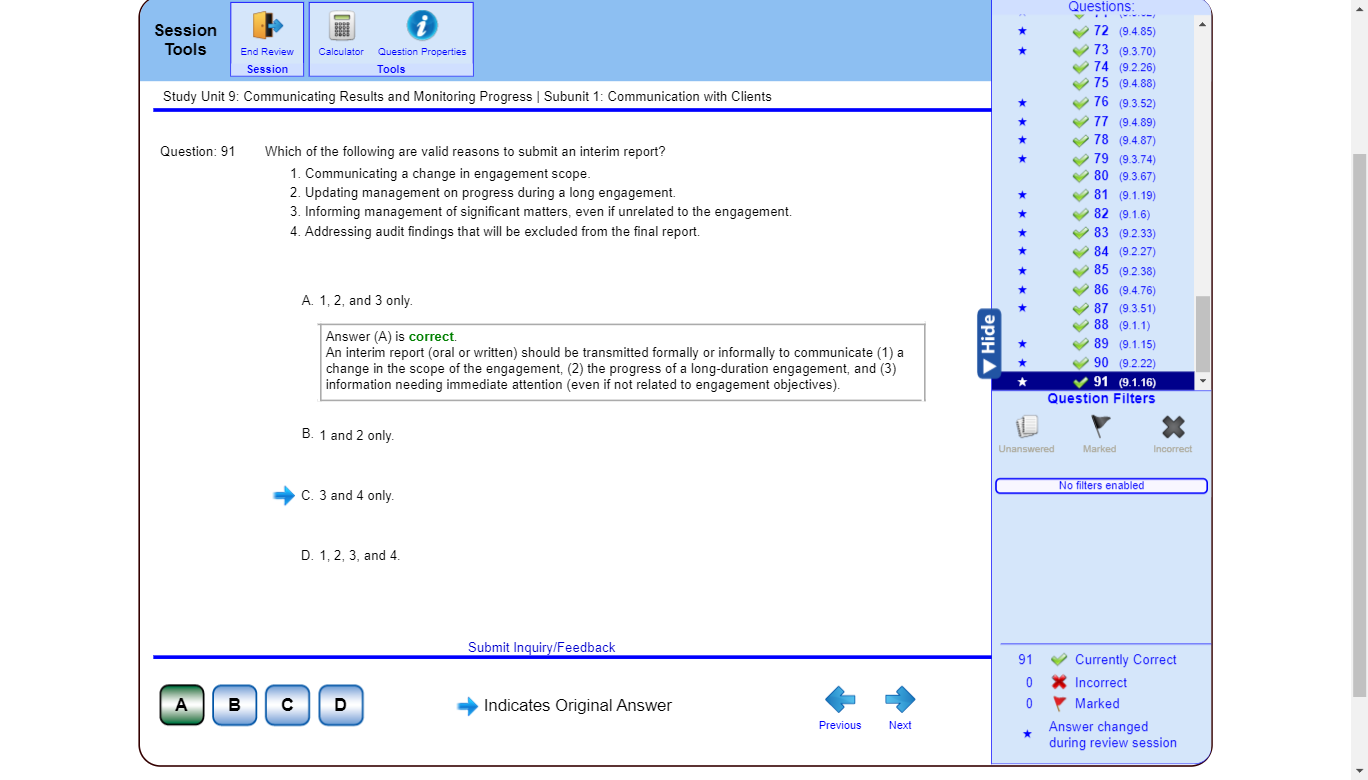 Session
Tools
End Review
Session
Calculator
Question Properties
Tools
Study Unit 9: Communicating Results and Monitoring Progress | Subunit 1: Communication with Clients
Question: 91
Which of the following are valid reasons to submit an interim report?
1. Communicating a change in engagement scope.
2. Updating management on progress during a long engagement.
3. Informing management of significant matters, even if unrelated to the engagement.
4. Addressing audit findings that will be excluded from the final report.
A. 1, 2, and 3 only.
Answer (A) is correct.
An interim report (oral or written) should be transmitted formally or informally to communicate (1) a
change in the scope of the engagement, (2) the progress of a long-duration engagement, and (3)
information needing immediate attention (even if not related to engagement objectives).
B. 1 and 2 only.
C. 3 and 4 only.
D. 1, 2, 3, and 4.
Submit Inquiry/Feedback
A
B
C
D
Indicates Original Answer
Previous
Next
Questions:
72 (9.4.85)
73 (9.3.70)
74 (9.2.26)
75 (9.4.88)
76 (9.3.52)
77 (9.4.89)
78 (9.4.87)
79 (9.3.74)
80 (9.3.67)
81 (9.1.19)
82 (9.1.6)
83 (9.2.33)
84 (9.2.27)
85 (9.2.38)
86 (9.4.76)
87 (9.3.51)
88 (9.1.1)
89 (9.1.15)
90 (9.2.22)
91 (9.1.16)
Hide
Question Filters
Unanswered
Marked
Incorrect
No filters enabled
91 Currently Correct
0 Incorrect
0 Marked
Answer changed
during review session